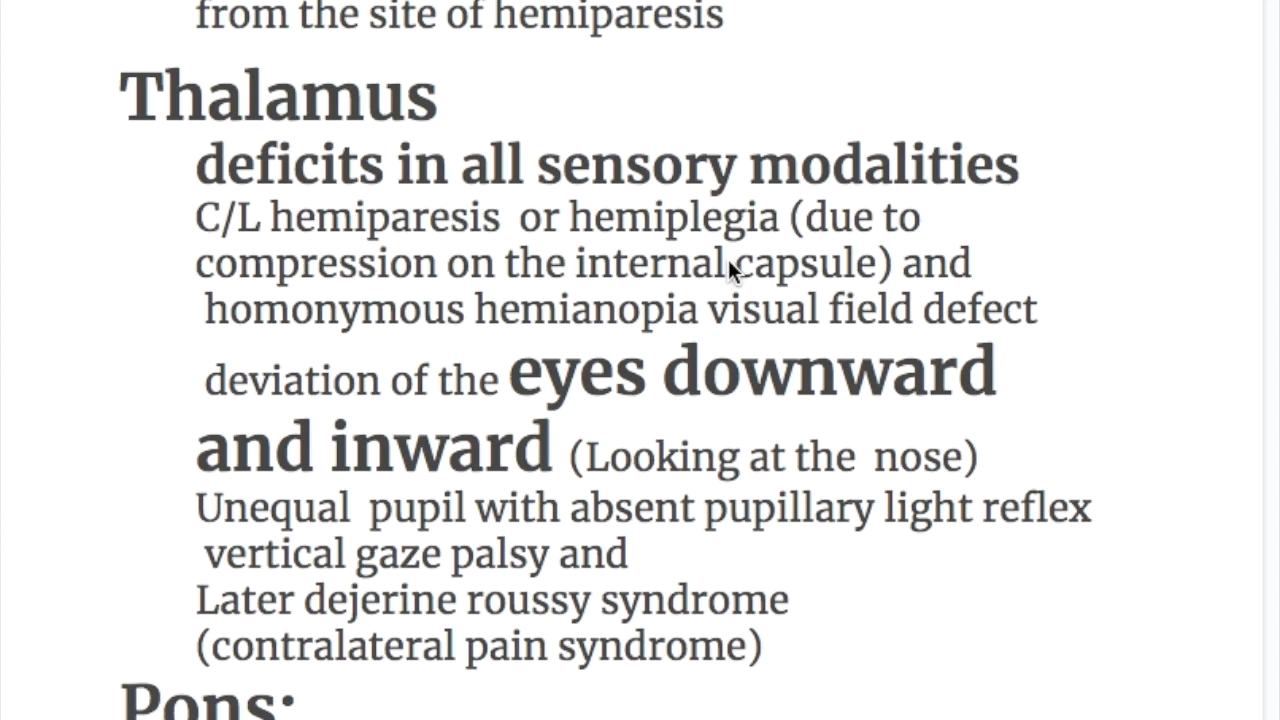 from the site of hemiparesis
Thalamus
deficits in all sensory modalities
C/L hemiparesis or hemiplegia (due to
compression on the internal capsule) and
homonymous hemianopia visual field defect
deviation of the eyes downward
and inward (Looking at the nose)
Unequal pupil with absent pupillary light reflex
vertical gaze palsy and
Later dejerine roussy syndrome
(contralateral pain syndrome)
Pons: